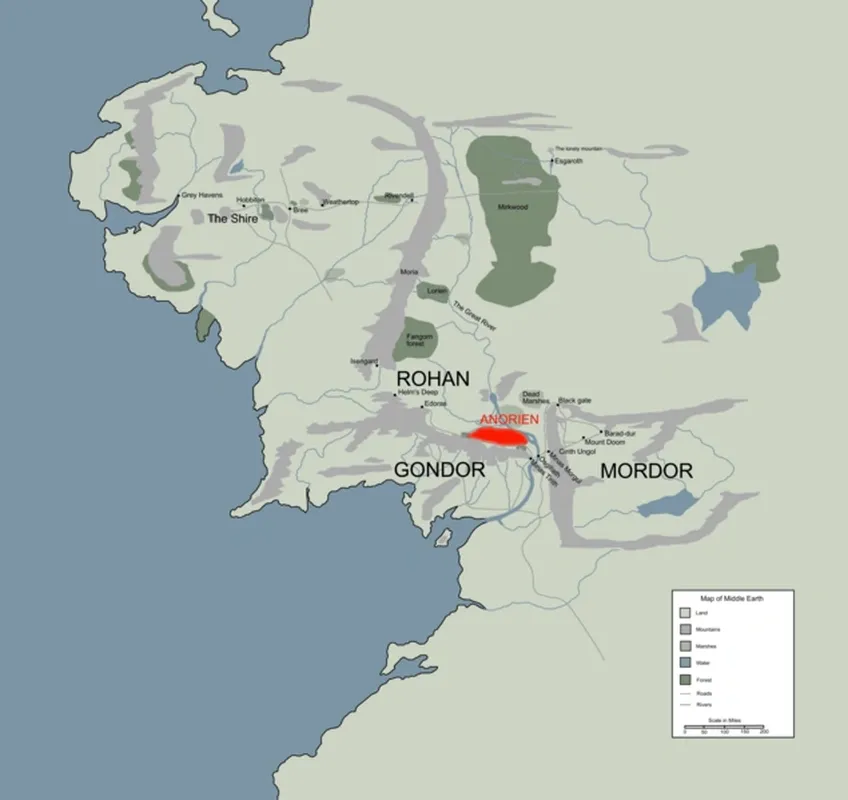 The lonely mountain
Esgaroth
Grey Havens
Hobbiton
Bree
Weathertop
Rivendell
The Shire
Mirkwood
Moria
Lorien
The Great River
Fangorn
forest
Isengard
ROHAN
Helm's Deep
Edoras
Dead
Marshes
Black gate
ANORIEN
Barad-dur
Mount Doom
Cirith Ungol
Minas Morgul
Osgiliath
Minas Tirith
GONDOR
MORDOR
Map of Middle Earth
Land
Mountains
Marshes
Water
Forest
Roads
Rivers
Scale in Miles
0 50 100 150 200